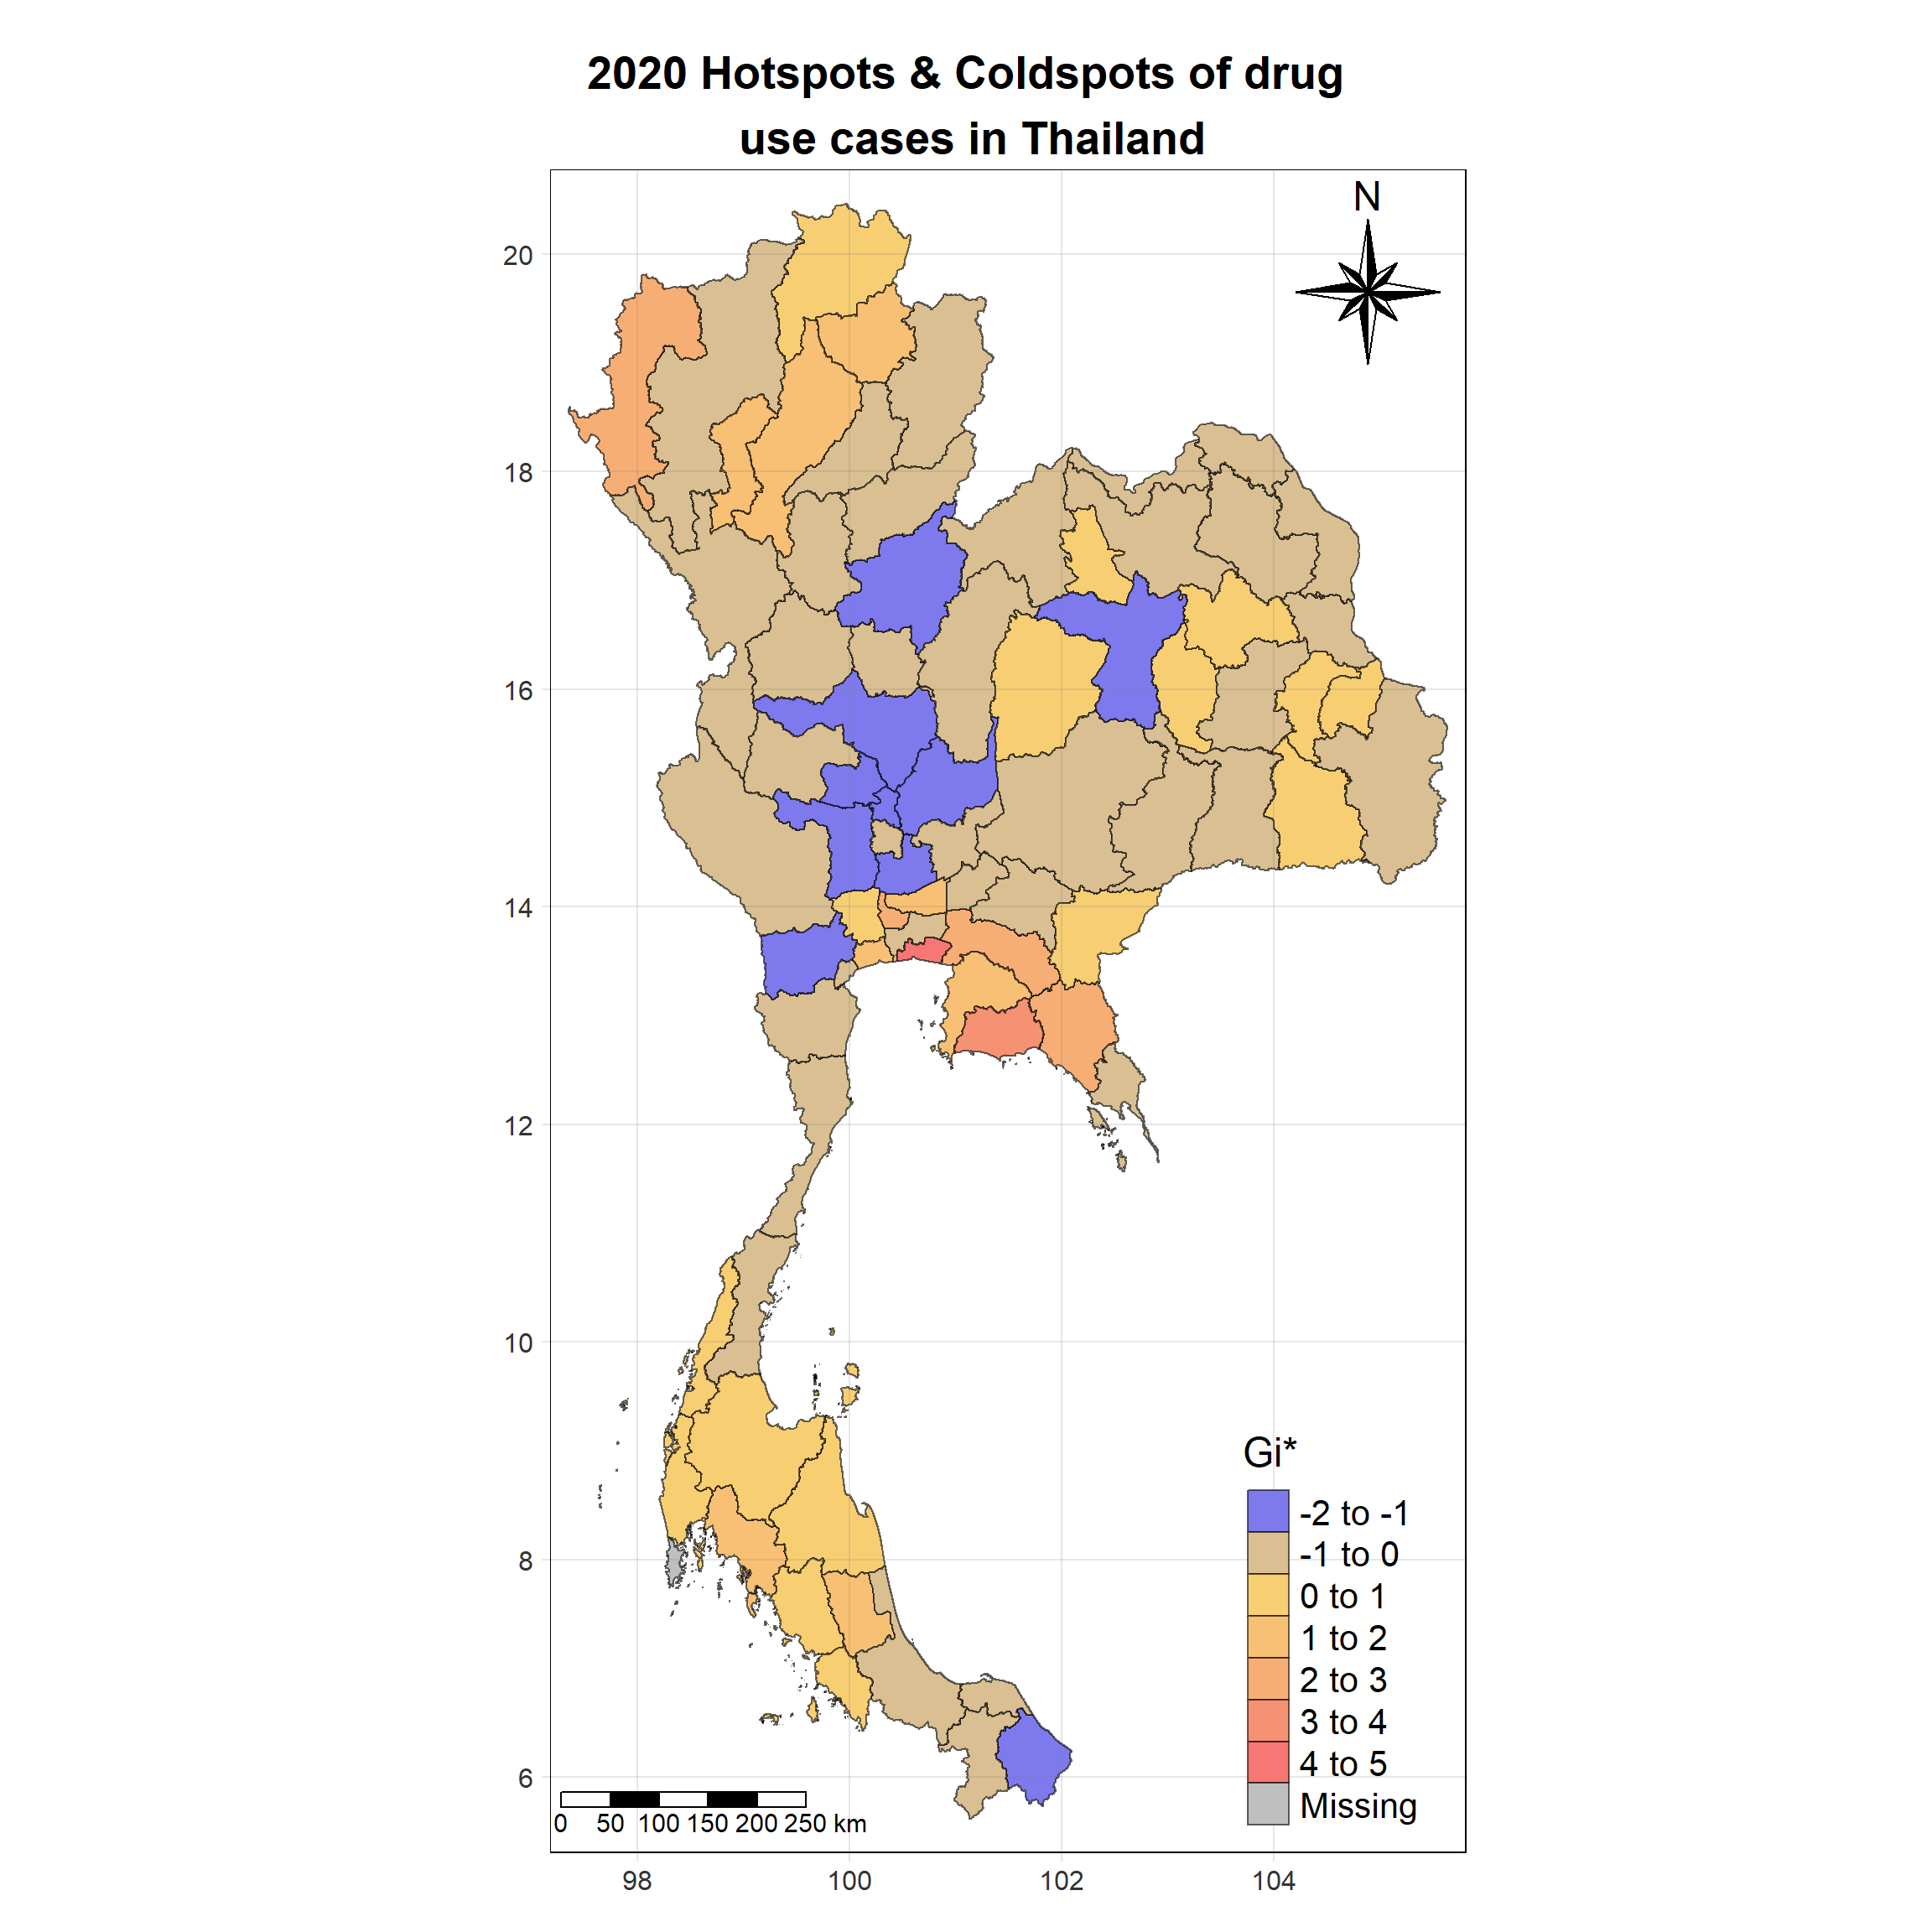 2020 Hotspots & Coldspots of drug
use cases in Thailand
N
20
18
16
14
12
10
8
6
Gi*
-2 to -1
-1 to 0
0 to 1
1 to 2
2 to 3
3 to 4
4 to 5
Missing
0 50 100 150 200 250 km
98 100 102 104